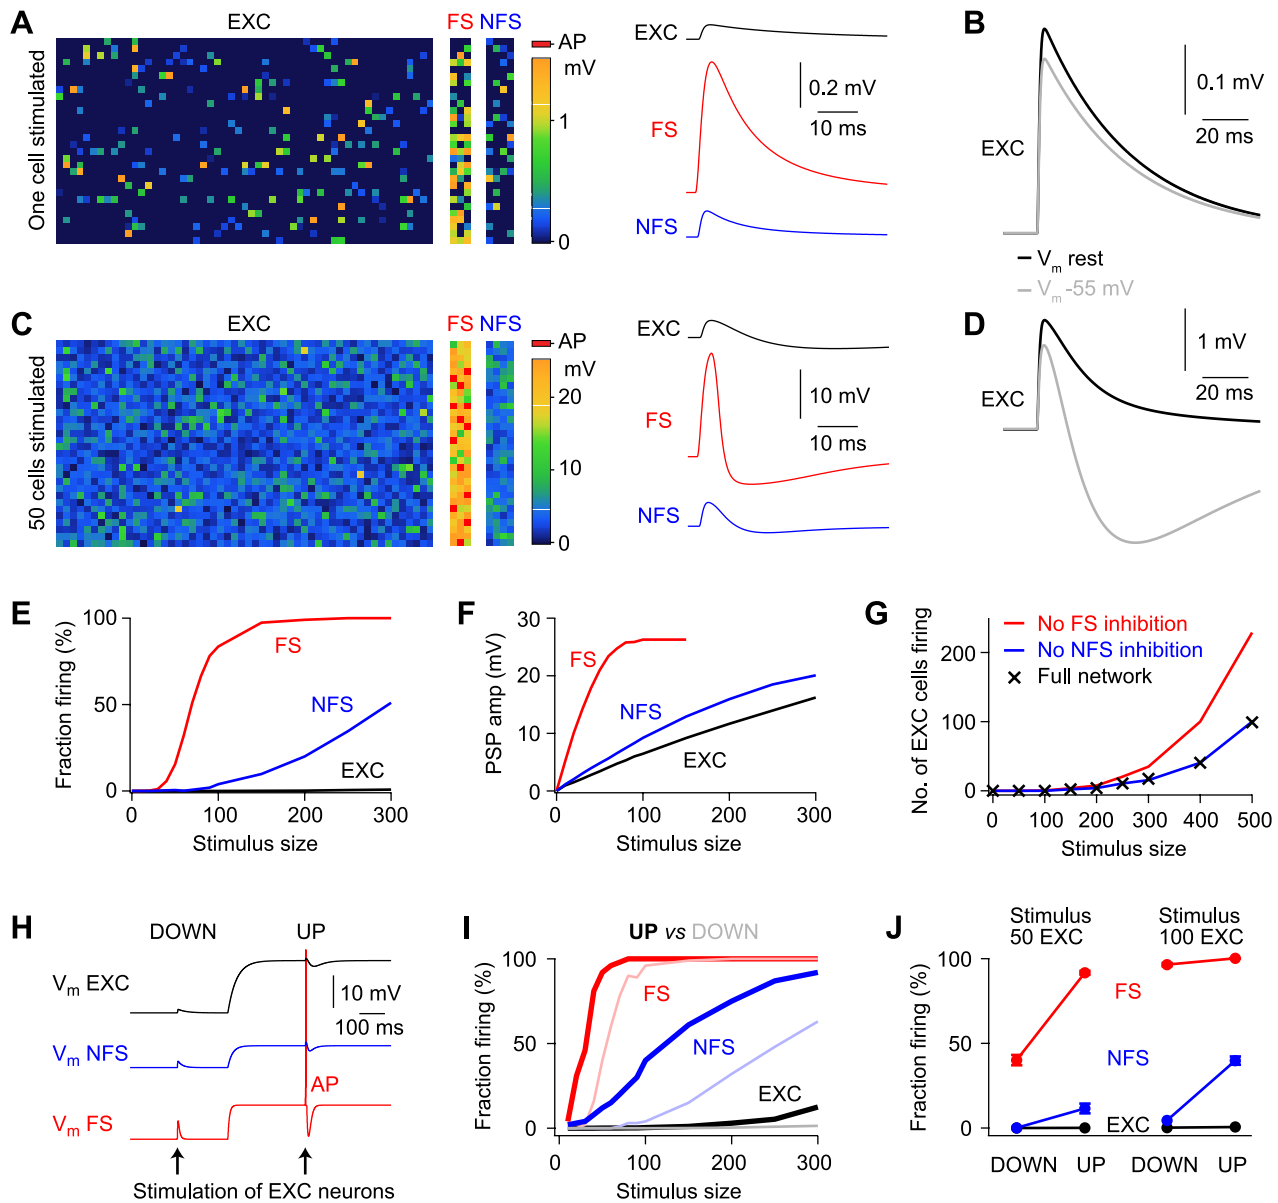 A
EXC
FS NFS
AP
mV
1
0
One cell stimulated
EXC
FS
NFS
0.2 mV
10 ms
B
EXC
0.1 mV
20 ms
Vm rest
Vm -55 mV
C
EXC
FS NFS
AP
mV
20
10
0
50 cells stimulated
EXC
FS
NFS
10 mV
10 ms
D
EXC
1 mV
20 ms
E
Fraction firing (%)
100
50
0
FS
NFS
EXC
0 100 200 300
Stimulus size
F
PSP amp (mV)
30
20
10
0
FS
NFS
EXC
0 100 200 300
Stimulus size
G
No. of EXC cells firing
200
100
0
No FS inhibition
No NFS inhibition
Full network
0 100 200 300 400 500
Stimulus size
H
DOWN UP
Vm EXC
10 mV
100 ms
Vm NFS
AP
Vm FS
Stimulation of EXC neurons
I
UP vs DOWN
Fraction firing (%)
100
50
0
FS
NFS
EXC
0 100 200 300
Stimulus size
J
Stimulus
50 EXC
Stimulus
100 EXC
Fraction firing (%)
100
50
0
FS
NFS
EXC
DOWN UP DOWN UP